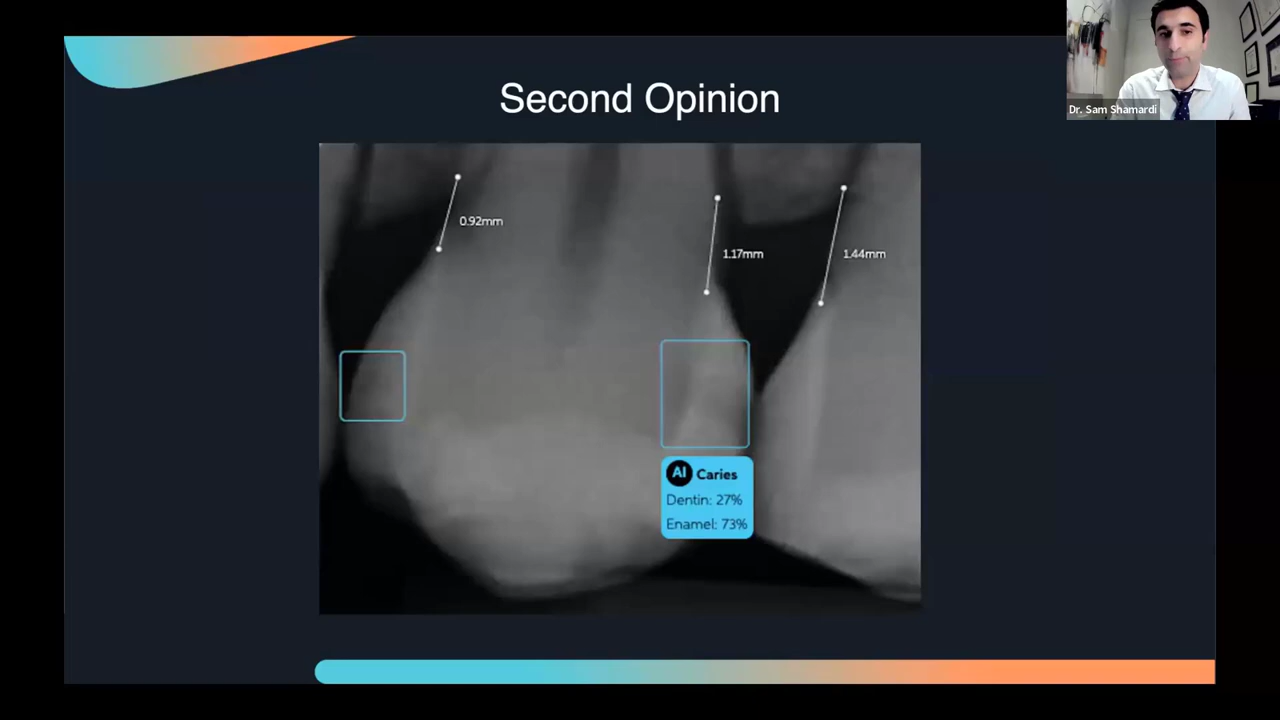 Dr. Sam Shamardi
Second Opinion
0.92mm
1.17mm
1.44mm
AI Caries
Dentin: 27%
Enamel: 73%